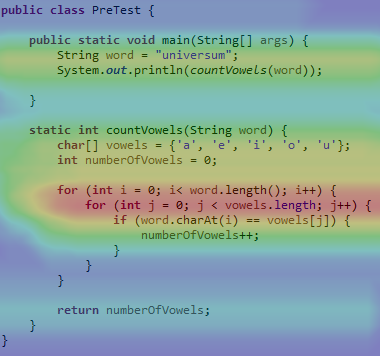 public class PreTest {
public static void main(String[] args) {
String word = "universum";
System.out.println(countVowels(word));
}
static int countVowels(String word) {
char[] vowels = {'a', 'e', 'i', 'o', 'u'};
int numberOfVowels = 0;
for (int i = 0; i< word.length(); i++) {
for (int j = 0; j < vowels.length; j++) {
if (word.charAt(i) == vowels[j]) {
numberOfVowels++;
}
}
}
return numberOfVowels;
}
}